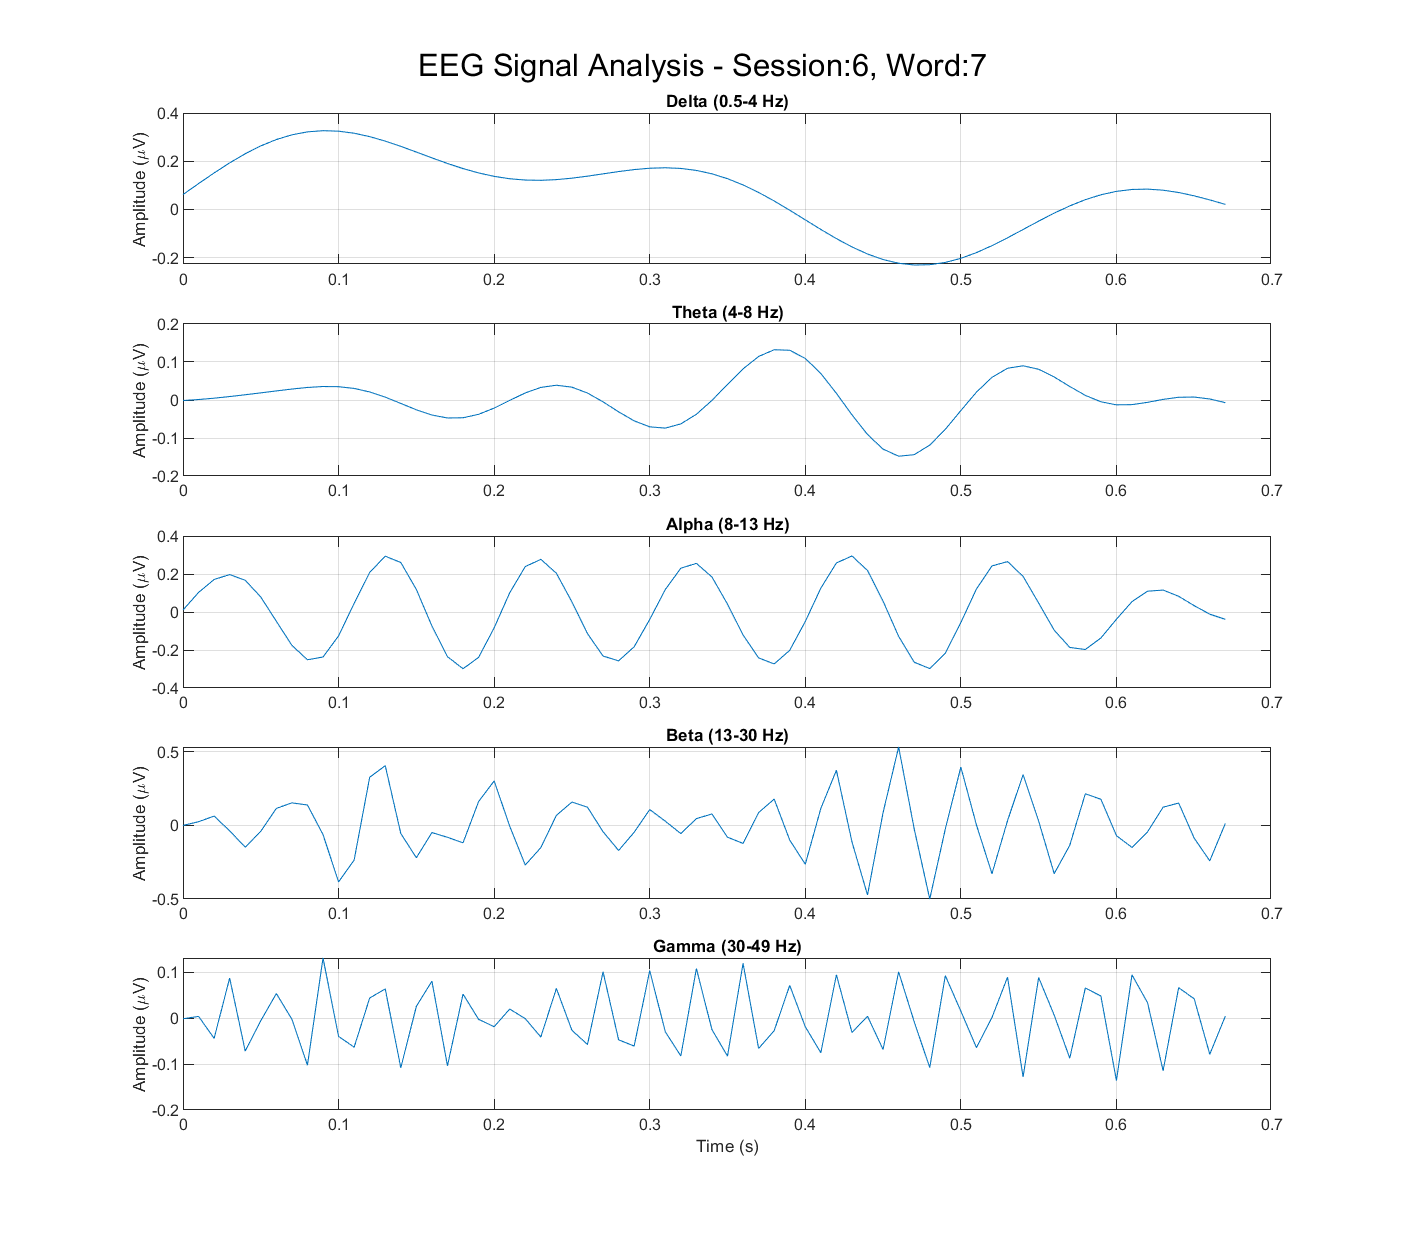 EEG Signal Analysis - Session:6, Word:7
Delta (0.5-4 Hz)
Amplitude (μV)
0.4
0.2
0
-0.2
0 0.1 0.2 0.3 0.4 0.5 0.6 0.7
Theta (4-8 Hz)
Amplitude (μV)
0.2
0.1
0
-0.1
-0.2
0 0.1 0.2 0.3 0.4 0.5 0.6 0.7
Alpha (8-13 Hz)
Amplitude (μV)
0.4
0.2
0
-0.2
-0.4
0 0.1 0.2 0.3 0.4 0.5 0.6 0.7
Beta (13-30 Hz)
Amplitude (μV)
0.5
0
-0.5
0 0.1 0.2 0.3 0.4 0.5 0.6 0.7
Gamma (30-49 Hz)
Amplitude (μV)
0.1
0
-0.1
-0.2
0 0.1 0.2 0.3 0.4 0.5 0.6 0.7
Time (s)